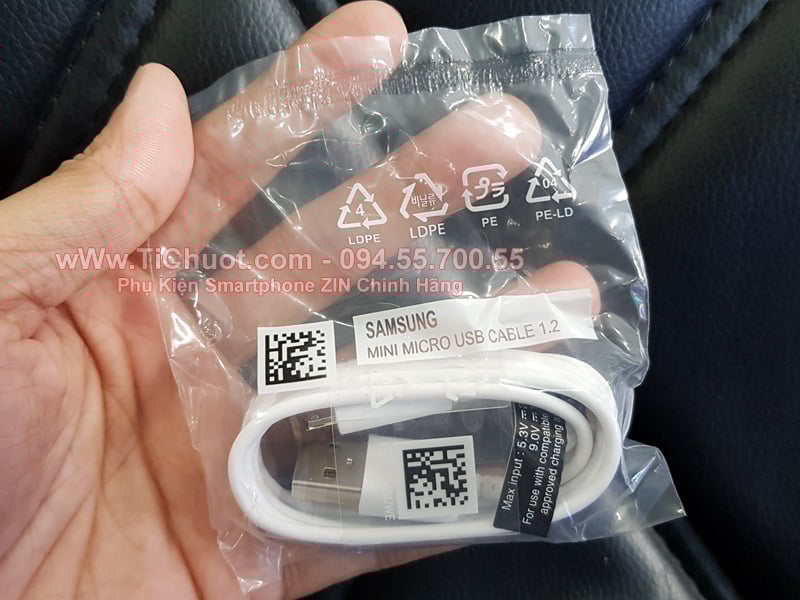 4
LDPE
비닐류
LDPE
PE
04
PE-LD
WwW.TiChuot.com - 094.55.700.55
Phụ Kiện Smartphone ZIN Chính Hãng
SAMSUNG
MINI MICRO USB CABLE 1.2
Max input : 5.3V
9.0V
For use with compatible
approved charging